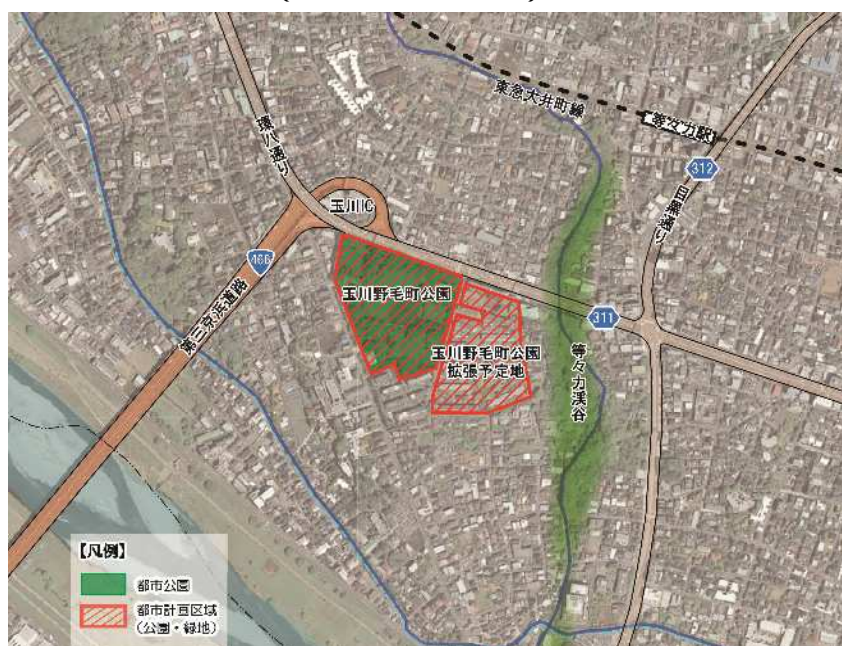 東急大井町線
等々力駅
環八通り
312
目黒通り
玉川IC
466
玉川野毛町公園
第三京浜道路
311
玉川野毛町公園
拡張予定地
等々力渓谷
【凡例】
都市公園
都市計画区域
(公園・緑地)